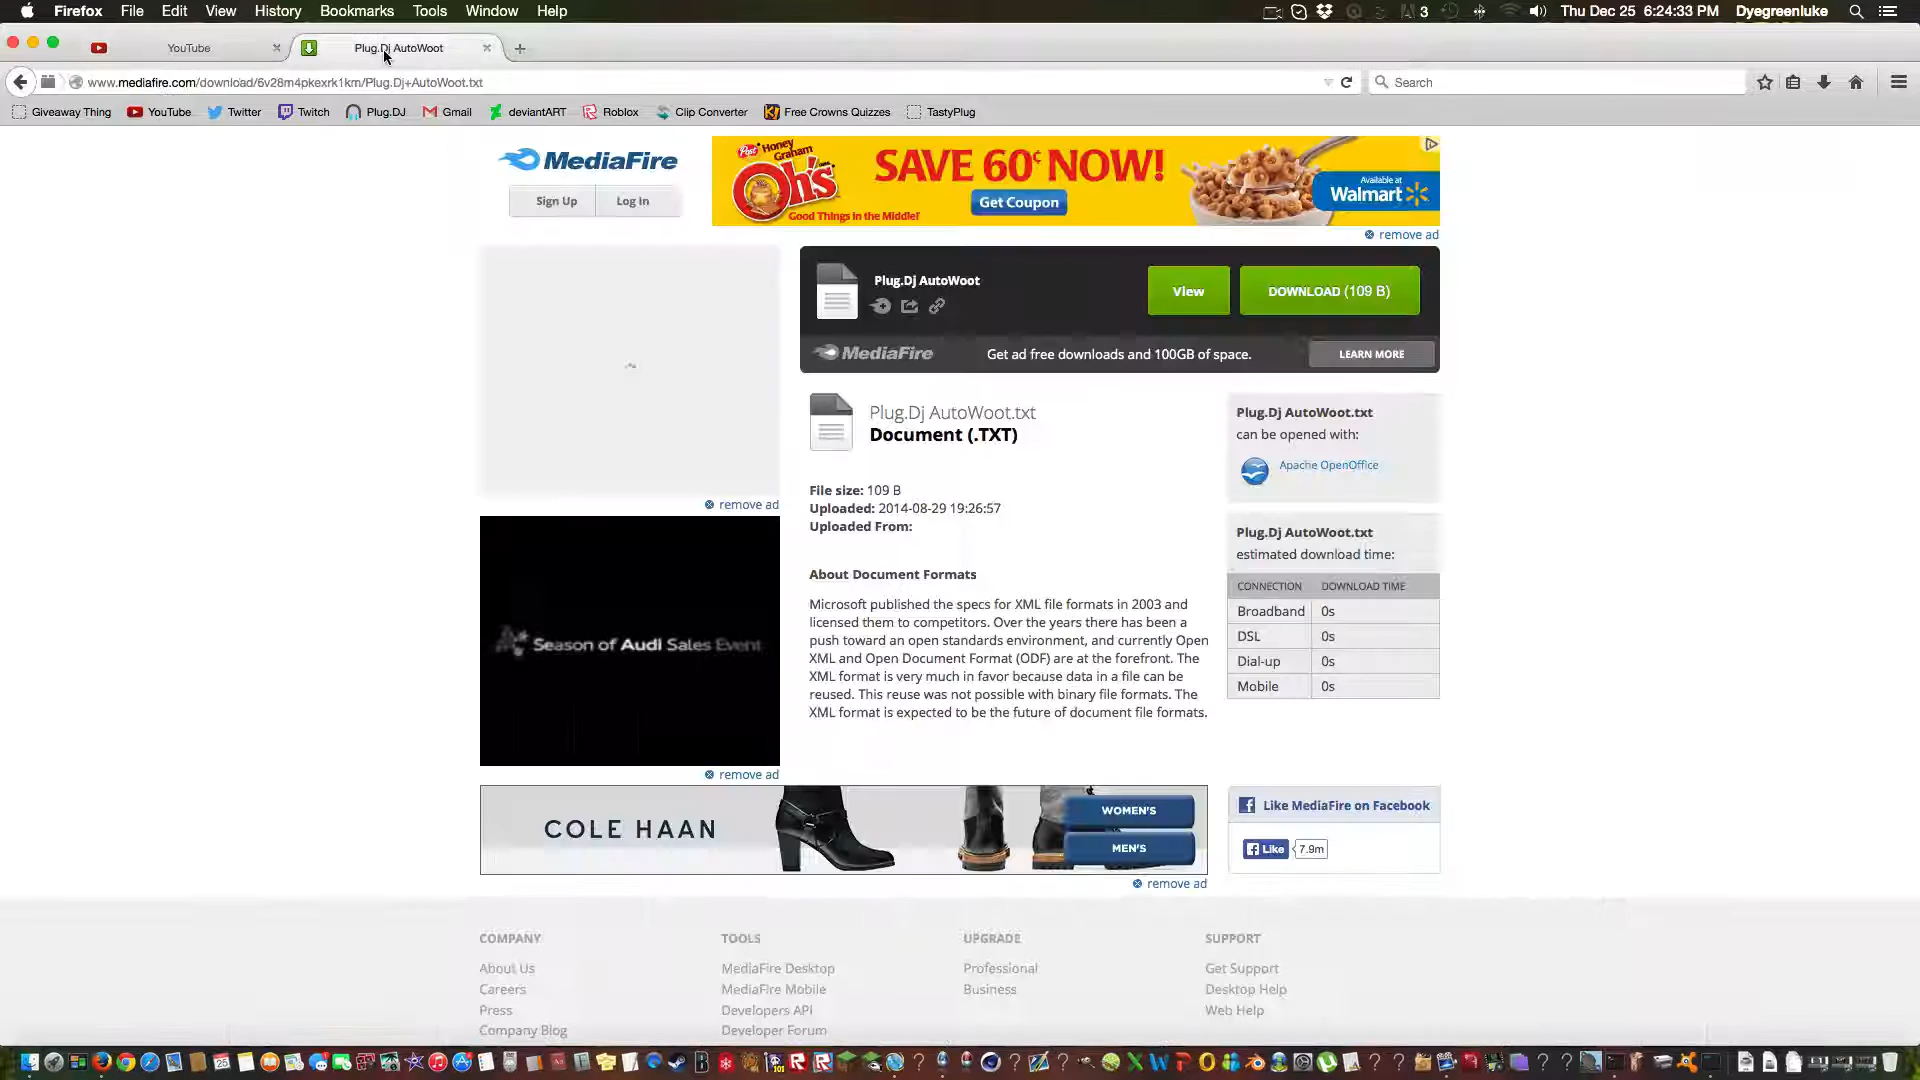 Firefox File Edit View History Bookmarks Tools Window Help 3 Thu Dec 25 6:24:33 PM Dyegreenluke
YouTube Plug.Dj AutoWoot
www.mediafire.com/download/6v28m4pkexrk1km/Plug.Dj+AutoWoot.txt Search
Giveaway Thing YouTube Twitter Twitch Plug.DJ Gmail deviantART Roblox Clip Converter Free Crowns Quizzes TastyPlug
MediaFire
Sign Up Log In
Post Honey Graham Oh's
Good Things in the Middle!
SAVE 60¢ NOW!
Get Coupon
Available at
Walmart
remove ad
Plug.Dj AutoWoot
View
DOWNLOAD (109 B)
MediaFire Get ad free downloads and 100GB of space. LEARN MORE
remove ad
Season of Audi Sales Event
remove ad
Plug.Dj AutoWoot.txt
Document (.TXT)
File size: 109 B
Uploaded: 2014-08-29 19:26:57
Uploaded From:
About Document Formats
Microsoft published the specs for XML file formats in 2003 and
licensed them to competitors. Over the years there has been a
push toward an open standards environment, and currently Open
XML and Open Document Format (ODF) are at the forefront. The
XML format is very much in favor because data in a file can be
reused. This reuse was not possible with binary file formats. The
XML format is expected to be the future of document file formats.
Plug.Dj AutoWoot.txt
can be opened with:
Apache OpenOffice
Plug.Dj AutoWoot.txt
estimated download time:
CONNECTION DOWNLOAD TIME
Broadband 0s
DSL 0s
Dial-up 0s
Mobile 0s
COLE HAAN
WOMEN'S
MEN'S
remove ad
Like MediaFire on Facebook
Like 7.9m
COMPANY
About Us
Careers
Press
Company Blog
TOOLS
MediaFire Desktop
MediaFire Mobile
Developers API
Developer Forum
UPGRADE
Professional
Business
SUPPORT
Get Support
Desktop Help
Web Help